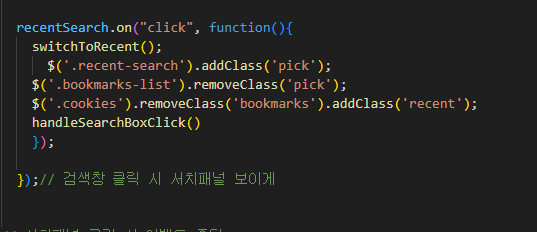 recentSearch.on("click", function(){
switchToRecent();
$('.recent-search').addClass('pick');
$('.bookmarks-list').removeClass('pick');
$('.cookies').removeClass('bookmarks').addClass('recent');
handleSearchBoxClick()
});
});// 검색창 클릭 시 서치패널 보이게